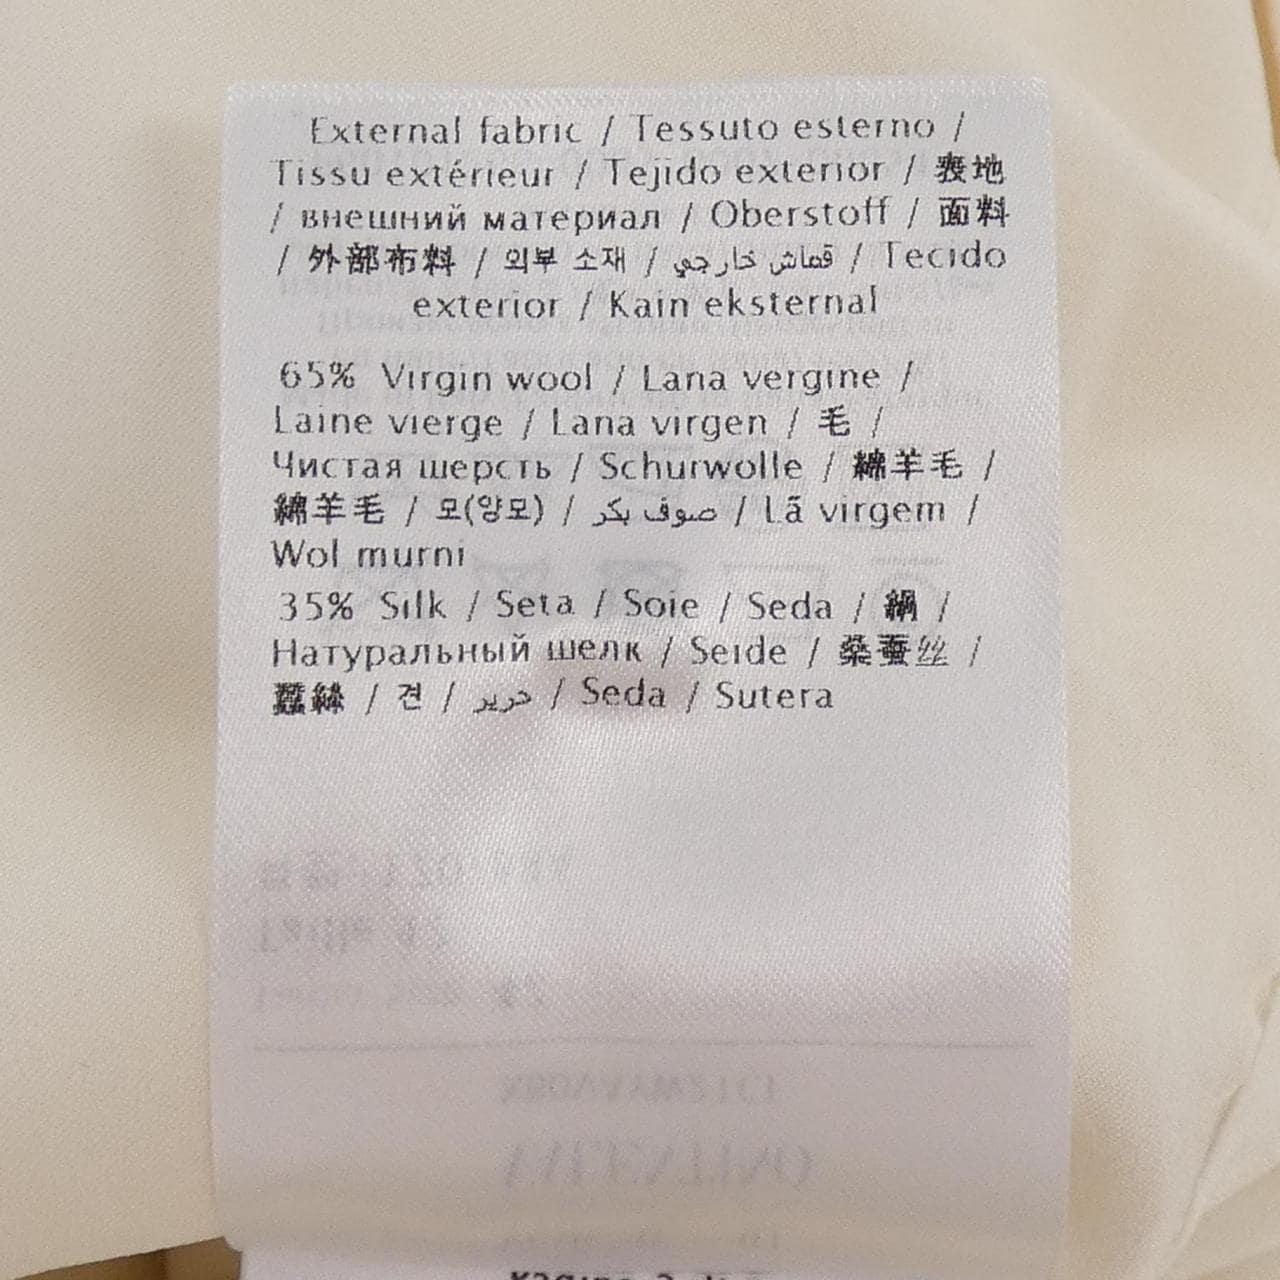 External fabric / Tessuto esterno /
Tissu extérieur / Tejido exterior / 表地
/ внешний материал / Oberstoff / 面料
/ 外部布料 / 외부 소재 / قماش خارجي / Tecido
exterior / Kain eksternal
65% Virgin wool / Lana vergine /
Laine vierge / Lana virgen / 毛 /
Чистая шерсть / Schurwolle / 綿羊毛 /
綿羊毛 / 모(양모) / صوف بكر / Lã virgem /
Wol murni
35% Silk / Seta / Soie / Seda / 絹 /
Натуральный шелк / Seide / 桑蚕丝 /
蠶絲 / 견 / حرير / Seda / Sutera